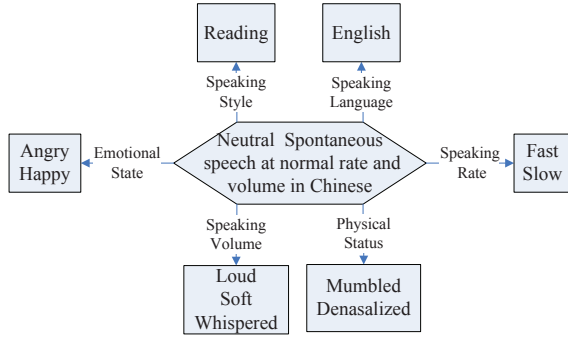 Reading
English
Speaking
Style
Speaking
Language
Angry
Happy
Emotional
State
Neutral Spontaneous
speech at normal rate and
volume in Chinese
Speaking
Rate
Fast
Slow
Speaking
Volume
Physical
Status
Loud
Soft
Whispered
Mumbled
Denasalized